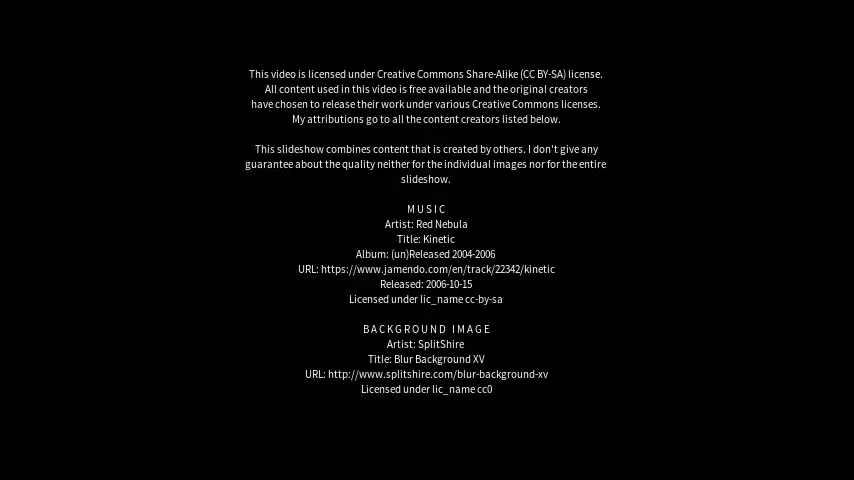 This video is licensed under Creative Commons Share-Alike (CC BY-SA) license.
All content used in this video is free available and the original creators
have chosen to release their work under various Creative Commons licenses.
My attributions go to all the content creators listed below.
This slideshow combines content that is created by others. I don't give any
guarantee about the quality neither for the individual images nor for the entire
slideshow.
MUSIC
Artist: Red Nebula
Title: Kinetic
Album: (un)Released 2004-2006
URL: https://www.jamendo.com/en/track/22342/kinetic
Released: 2006-10-15
Licensed under lic_name cc-by-sa
BACKGROUND IMAGE
Artist: SplitShire
Title: Blur Background XV
URL: http://www.splitshire.com/blur-background-xv
Licensed under lic_name cc0